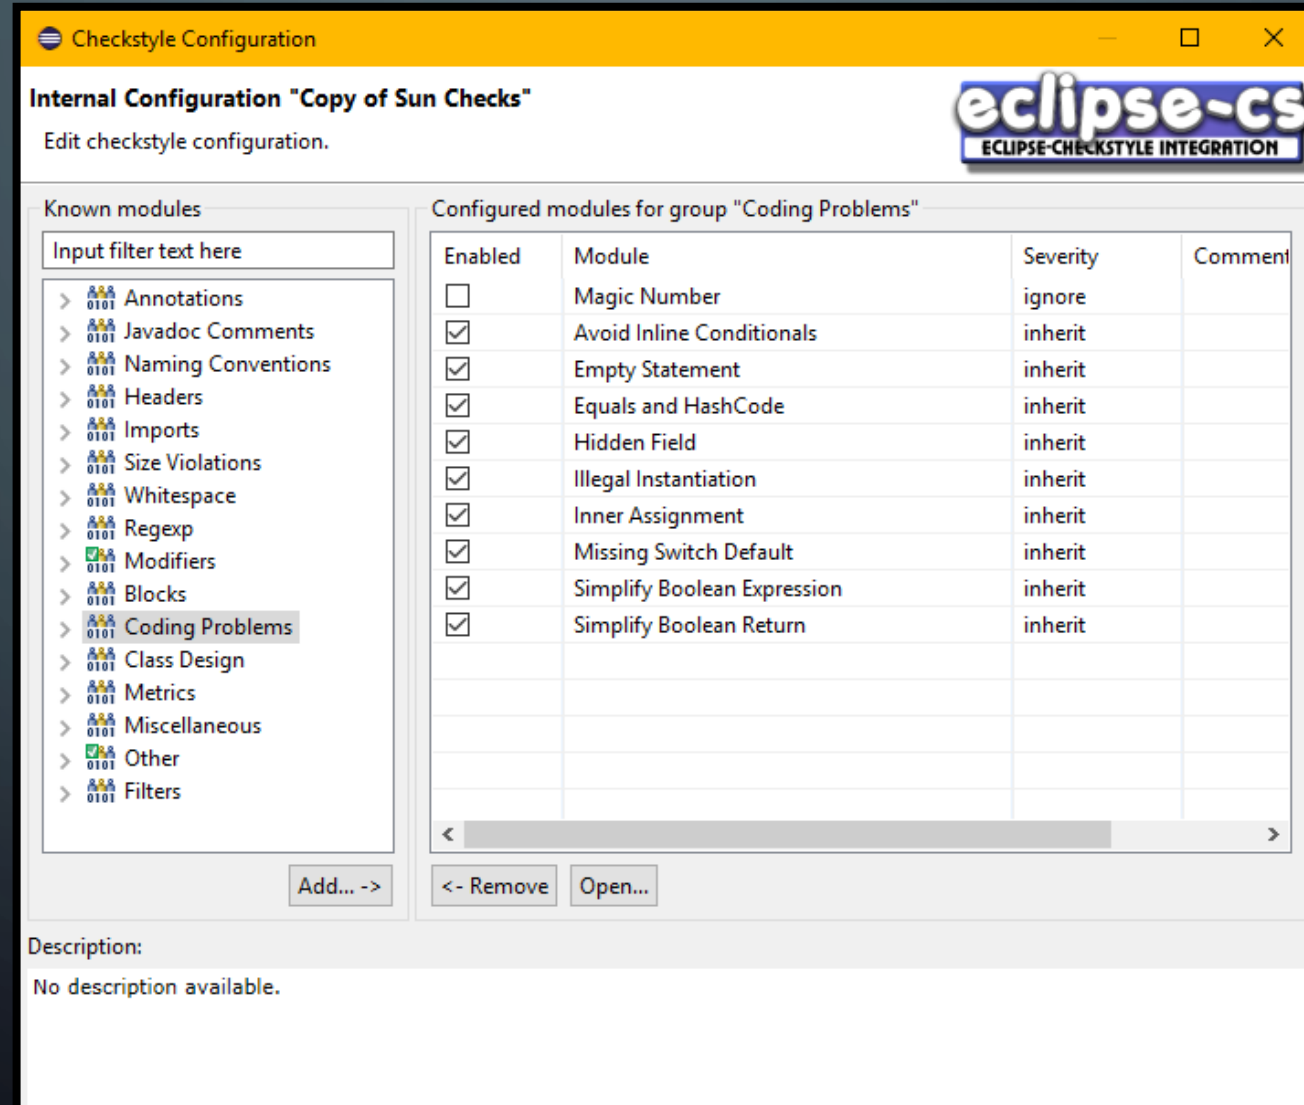 Checkstyle Configuration
Internal Configuration "Copy of Sun Checks"
Edit checkstyle configuration.
eclipse-cs
ECLIPSE-CHECKSTYLE INTEGRATION
Known modules
Input filter text here
Annotations
Javadoc Comments
Naming Conventions
Headers
Imports
Size Violations
Whitespace
Regexp
Modifiers
Blocks
Coding Problems
Class Design
Metrics
Miscellaneous
Other
Filters
Add... ->
Configured modules for group "Coding Problems"
Enabled Module Severity Comment
Magic Number ignore
Avoid Inline Conditionals inherit
Empty Statement inherit
Equals and HashCode inherit
Hidden Field inherit
Illegal Instantiation inherit
Inner Assignment inherit
Missing Switch Default inherit
Simplify Boolean Expression inherit
Simplify Boolean Return inherit
<- Remove Open...
Description:
No description available.